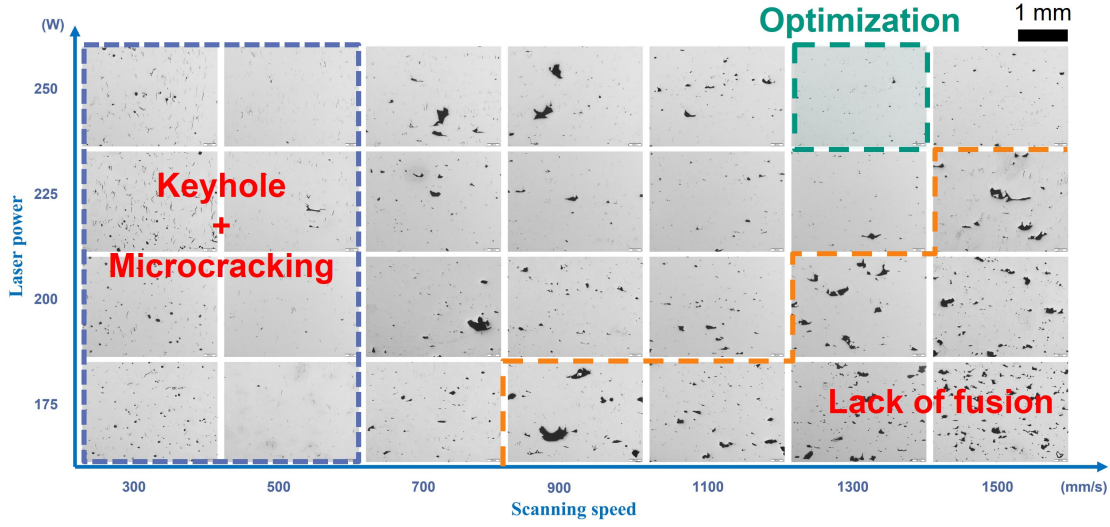 Optimization
1 mm
(W)
250
225
200
175
Laser power
Keyhole
+
Microcracking
Lack of fusion
300
500
700
900
1100
1300
1500
(mm/s)
Scanning speed